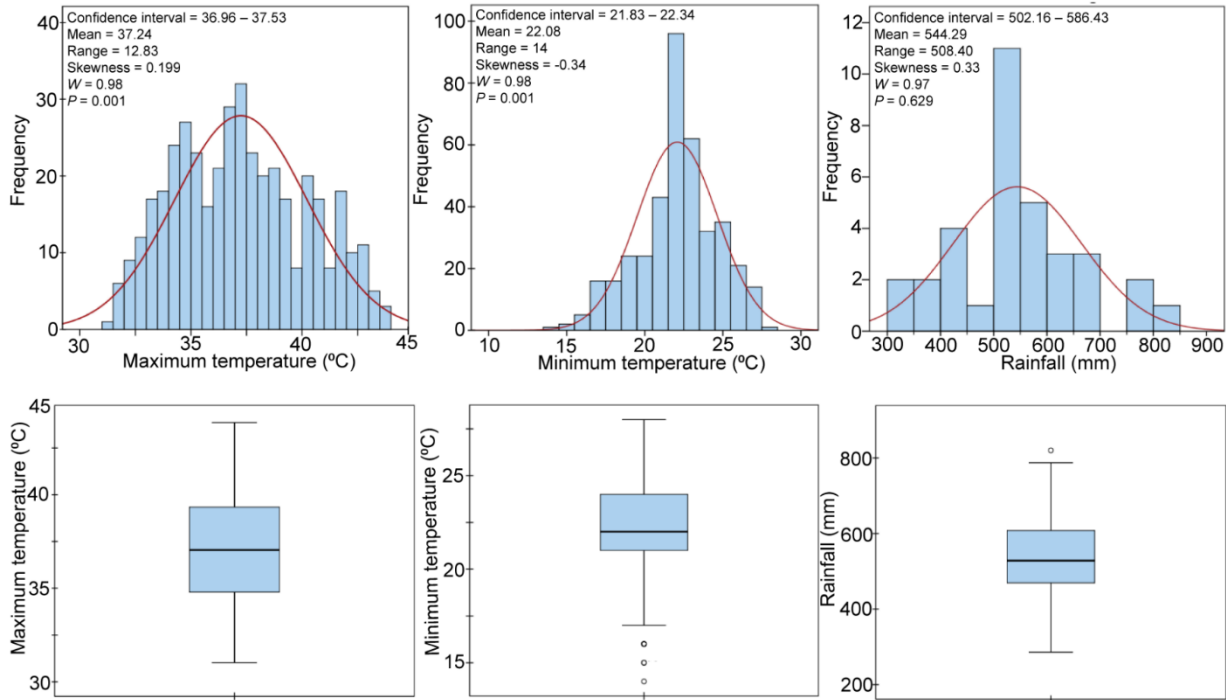 Confidence interval = 36.96 – 37.53
Mean = 37.24
Range = 12.83
Skewness = 0.199
W = 0.98
P = 0.001
Frequency
40
30
20
10
0
30
35
40
45
Maximum temperature (ºC)
Confidence interval = 21.83 – 22.34
Mean = 22.08
Range = 14
Skewness = -0.34
W = 0.98
P = 0.001
Frequency
100
80
60
40
20
0
10
15
20
25
30
Minimum temperature (ºC)
Confidence interval = 502.16 – 586.43
Mean = 544.29
Range = 508.40
Skewness = 0.33
W = 0.97
P = 0.629
Frequency
12
10
8
6
4
2
0
300
400
500
600
700
800
900
Rainfall (mm)
Maximum temperature (ºC)
45
40
35
30
Minimum temperature (ºC)
25
20
15
Rainfall (mm)
800
600
400
200